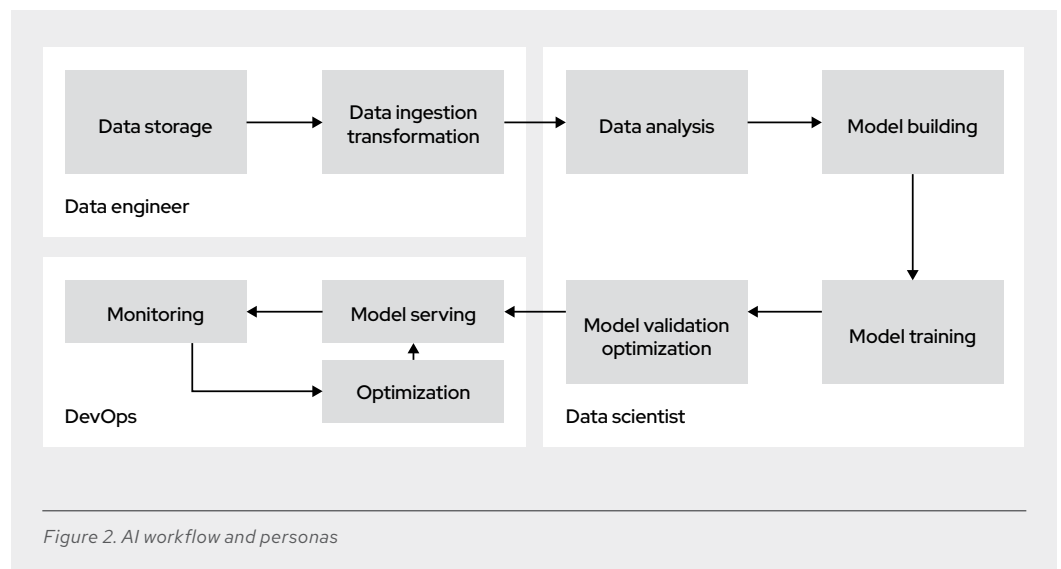 Data storage
Data ingestion
transformation
Data engineer
Data analysis
Model building
Model training
Model validation
optimization
Data scientist
Model serving
Monitoring
Optimization
DevOps
Figure 2. AI workflow and personas